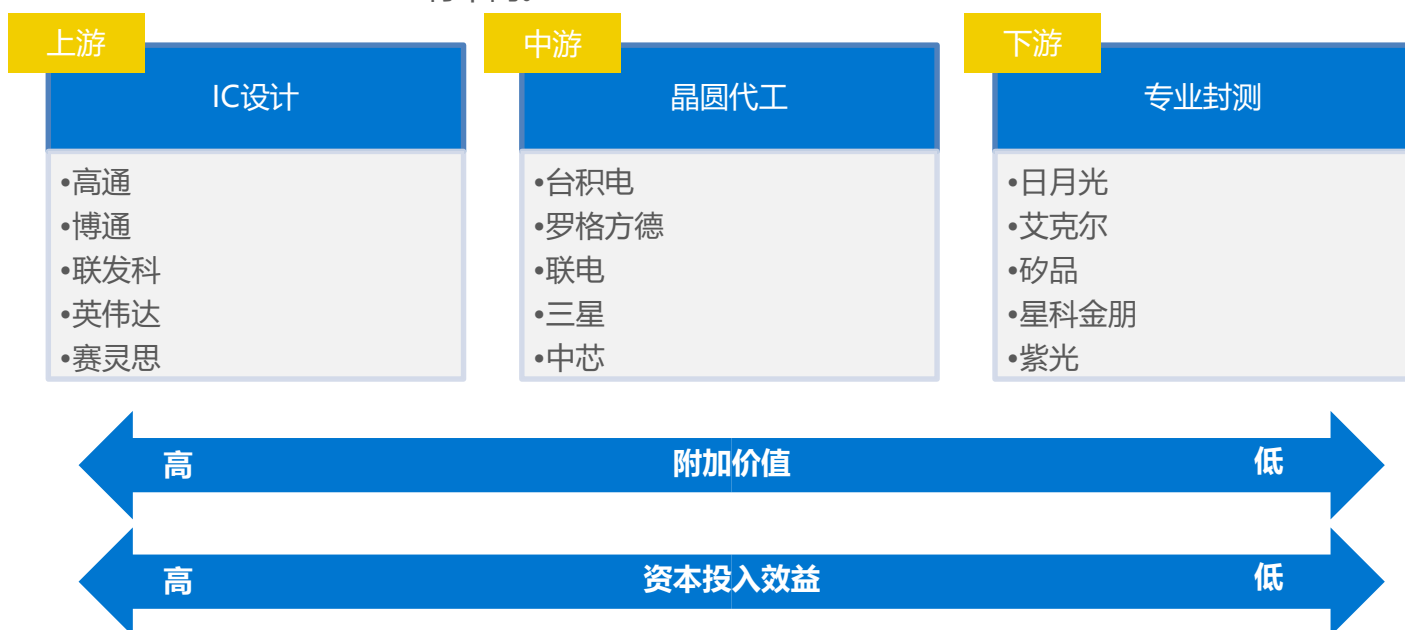 上游
IC设计
•高通
•博通
•联发科
•英伟达
•赛灵思
中游
晶圆代工
•台积电
•罗格方德
•联电
•三星
•中芯
下游
专业封测
•日月光
•艾克尔
•矽品
•星科金朋
•紫光
高 附加价值 低
高 资本投入效益 低